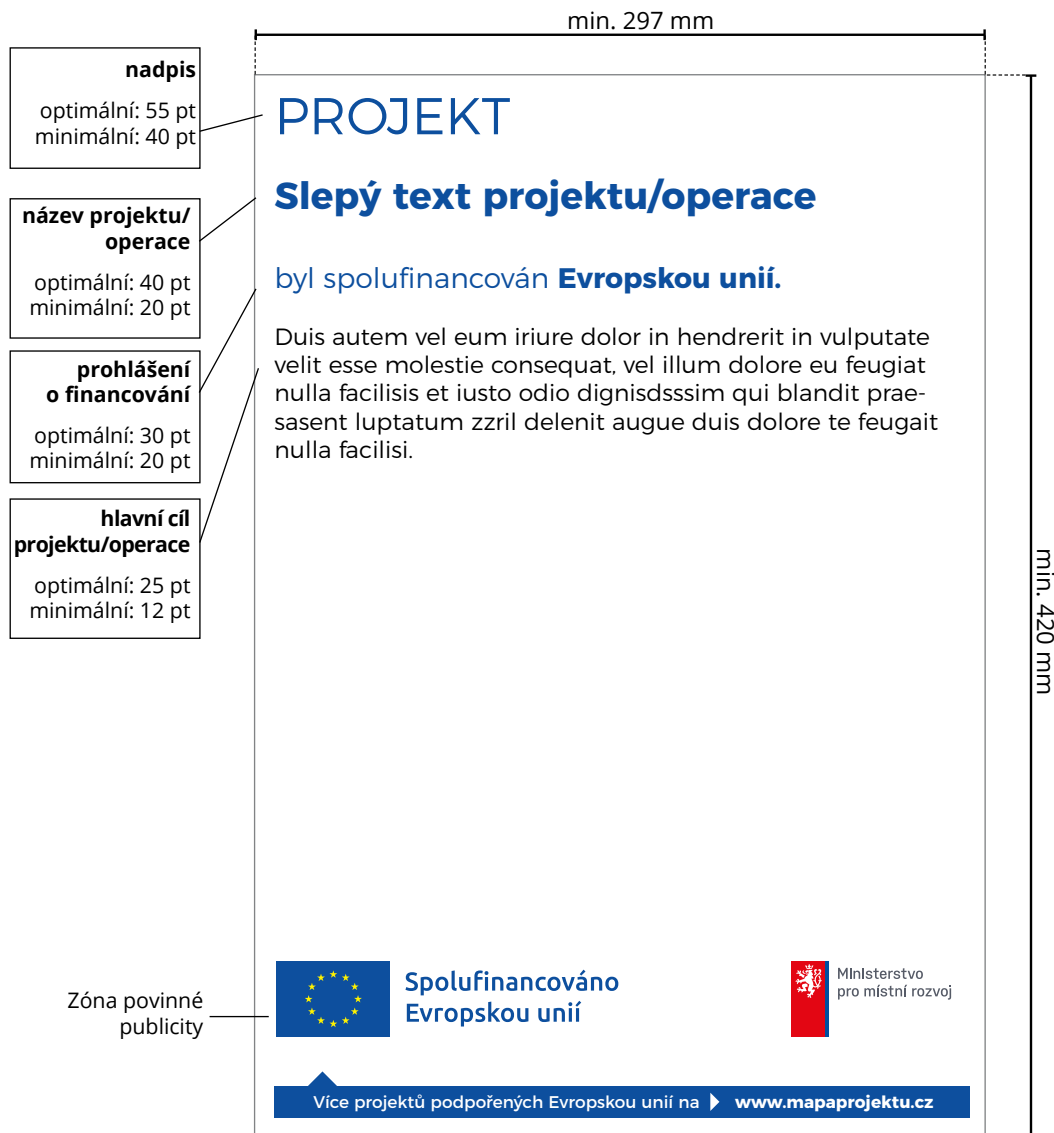 min. 297 mm
nadpis
optimální: 55 pt
minimální: 40 pt
PROJEKT
název projektu/
operace
optimální: 40 pt
minimální: 20 pt
Slepý text projektu/operace
byl spolufinancován Evropskou unií.
prohlášení
o financování
optimální: 30 pt
minimální: 20 pt
Duis autem vel eum iriure dolor in hendrerit in vulputate
velit esse molestie consequat, vel illum dolore eu feugiat
nulla facilisis et iusto odio dignisdsssim qui blandit prae-
sasent luptatum zzril delenit augue duis dolore te feugait
nulla facilisi.
hlavní cíl
projektu/operace
optimální: 25 pt
minimální: 12 pt
min. 420 mm
Zóna povinné
publicity
Spolufinancováno
Evropskou unií
MInIsterstvo
pro místní rozvoj
Více projektů podpořených Evropskou unií na www.mapaprojektu.cz